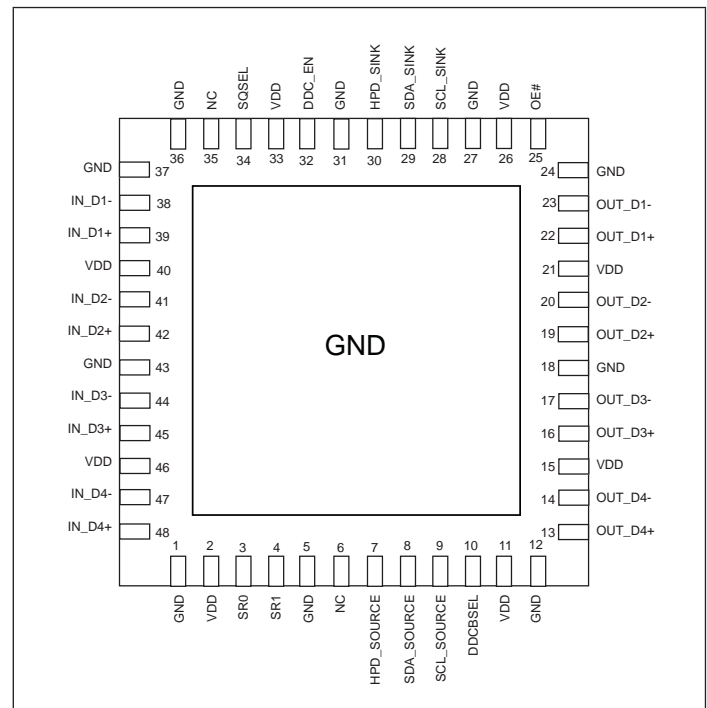 GND NC SQSEL VDD DDC_EN GND HPD_SINK SDA_SINK SCL_SINK GND VDD OE#
36 35 34 33 32 31 30 29 28 27 26 25
GND 37
IN_D1- 38
IN_D1+ 39
VDD 40
IN_D2- 41
IN_D2+ 42
GND 43
IN_D3- 44
IN_D3+ 45
VDD 46
IN_D4- 47
IN_D4+ 48
GND
24 GND
23 OUT_D1-
22 OUT_D1+
21 VDD
20 OUT_D2-
19 OUT_D2+
18 GND
17 OUT_D3-
16 OUT_D3+
15 VDD
14 OUT_D4-
13 OUT_D4+
1 2 3 4 5 6 7 8 9 10 11 12
GND VDD SR0 SR1 GND NC HPD_SOURCE SDA_SOURCE SCL_SOURCE DDCBSEL VDD GND